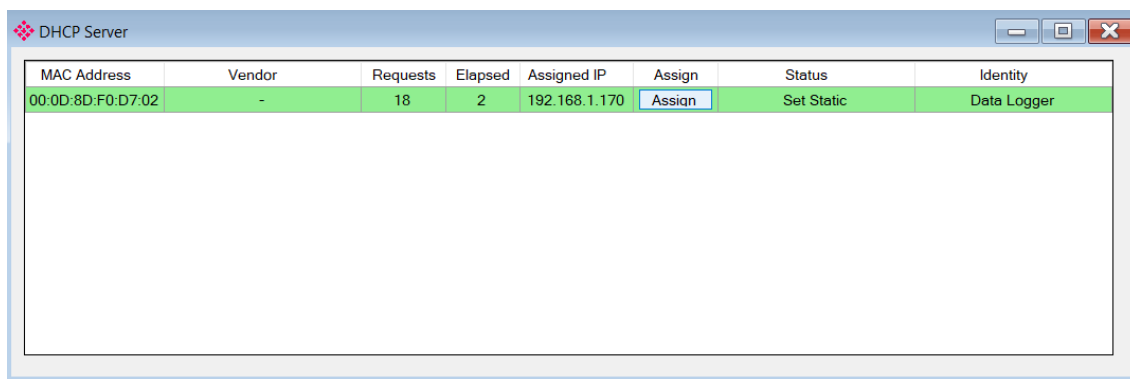 DHCP Server
MAC Address Vendor Requests Elapsed Assigned IP Assign Status Identity
00:0D:8D:F0:D7:02 - 18 2 192.168.1.170 Assign Set Static Data Logger